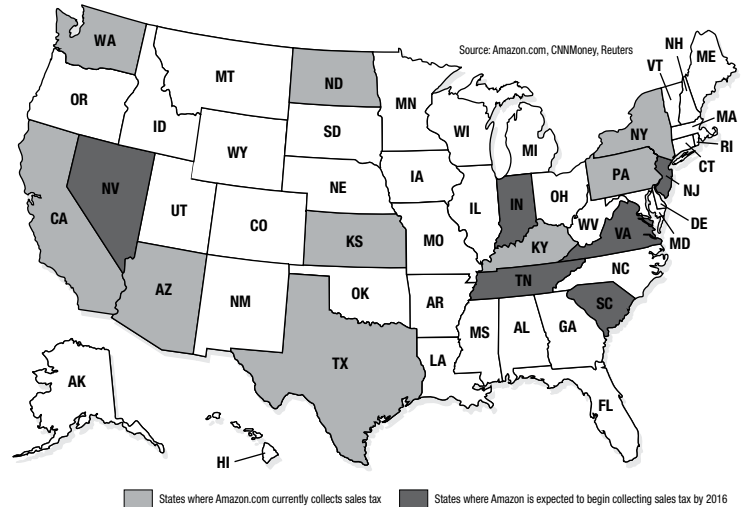 Source: Amazon.com, CNNMoney, Reuters
WA
MT
ND
MN
VT
NH
ME
OR
ID
WY
SD
WI
MI
NY
MA
RI
CT
NV
UT
CO
NE
IA
IL
IN
OH
PA
NJ
DE
MD
CA
KS
MO
KY
WV
VA
AZ
NM
OK
AR
TN
NC
SC
TX
LA
MS
AL
GA
FL
AK
HI
States where Amazon.com currently collects sales tax
States where Amazon is expected to begin collecting sales tax by 2016